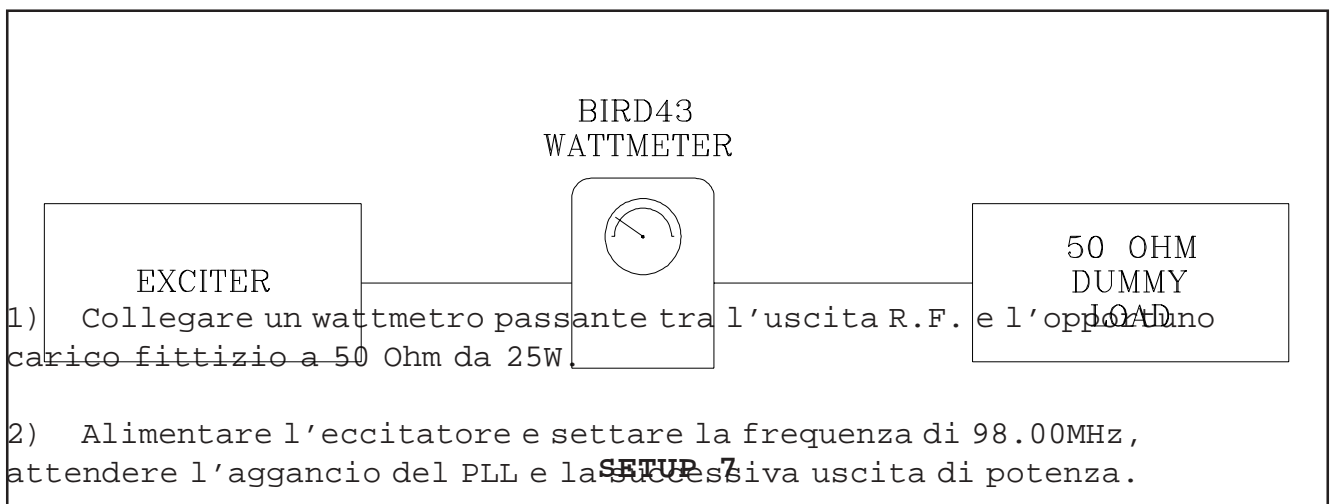 BIRD43
WATTMETER
EXCITER
50 OHM
DUMMY
LOAD
1) Collegare un wattmetro passante tra l'uscita R.F. e l'opportuno
carico fittizio a 50 Ohm da 25W.
2) Alimentare l'eccitatore e settare la frequenza di 98.00MHz,
attendere l'aggancio del PLL e la successiva uscita di potenza.
SETUP 7